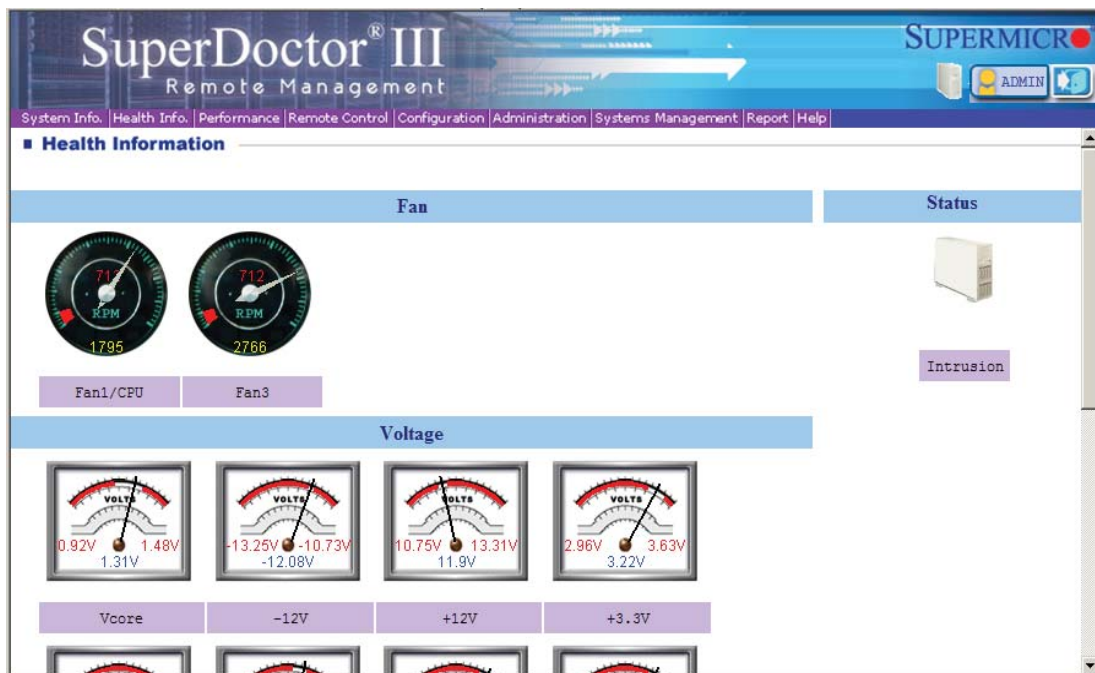 SuperDoctor® III
Remote Management
SUPERMICR
ADMIN
System Info. Health Info. Performance Remote Control Configuration Administration Systems Management Report Help
Health Information
Fan
Status
712
RPM
2766
RPM
1795
Fan1/CPU Fan3
Intrusion
Voltage
VOLTS
0.92V 1.48V
1.31V
VOLTS
-13.25V -10.73V
-12.08V
VOLTS
10.75V 13.31V
11.9V
VOLTS
2.96V 3.63V
3.22V
Vcore -12V +12V +3.3V